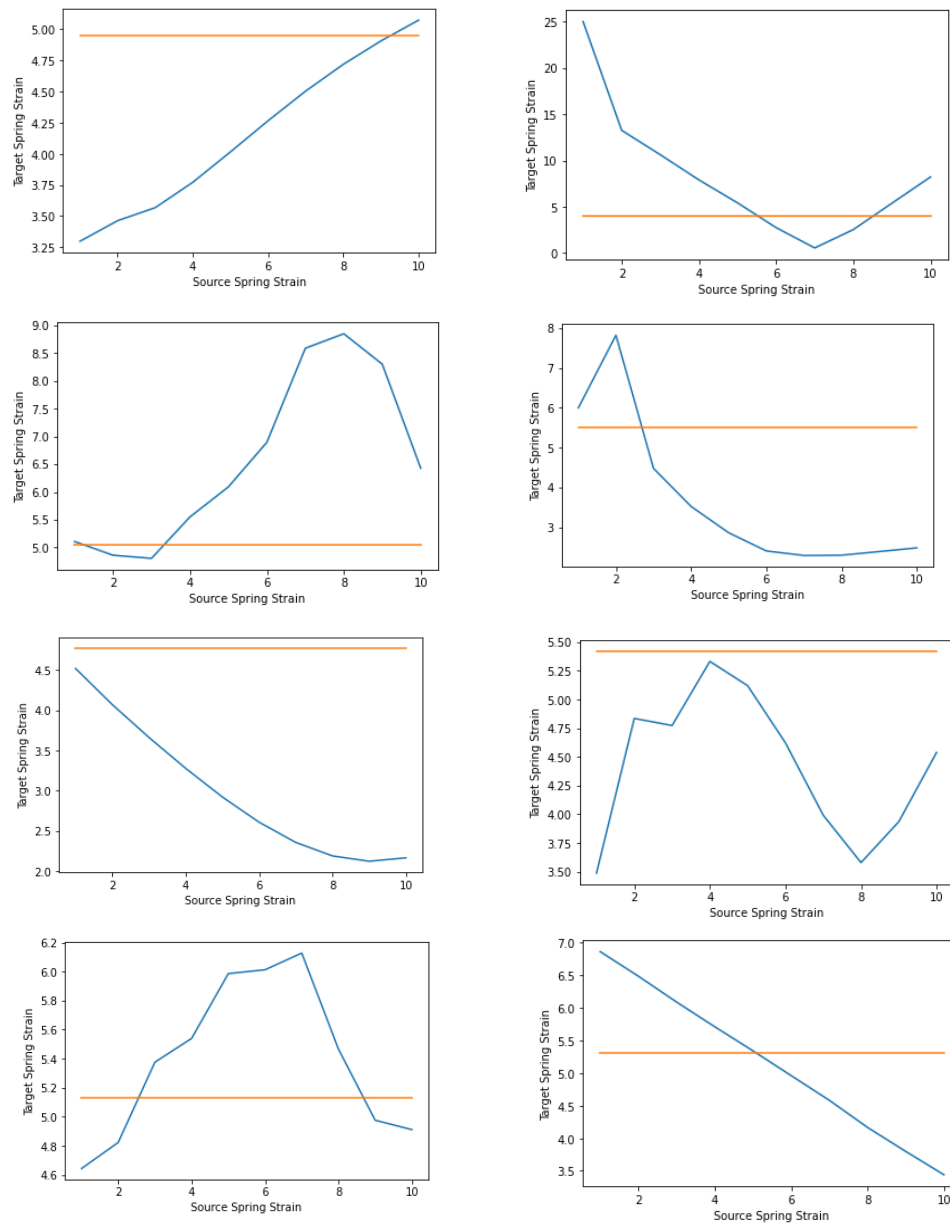 Target Spring Strain
5.00
4.75
4.50
4.25
4.00
3.75
3.50
3.25
2 4 6 8 10
Source Spring Strain
Target Spring Strain
25
20
15
10
5
0
2 4 6 8 10
Source Spring Strain
Target Spring Strain
9.0
8.5
8.0
7.5
7.0
6.5
6.0
5.5
5.0
2 4 6 8 10
Source Spring Strain
Target Spring Strain
8
7
6
5
4
3
2 4 6 8 10
Source Spring Strain
Target Spring Strain
4.5
4.0
3.5
3.0
2.5
2.0
2 4 6 8 10
Source Spring Strain
Target Spring Strain
5.50
5.25
5.00
4.75
4.50
4.25
4.00
3.75
3.50
2 4 6 8 10
Source Spring Strain
Target Spring Strain
6.2
6.0
5.8
5.6
5.4
5.2
5.0
4.8
4.6
2 4 6 8 10
Source Spring Strain
Target Spring Strain
7.0
6.5
6.0
5.5
5.0
4.5
4.0
3.5
2 4 6 8 10
Source Spring Strain